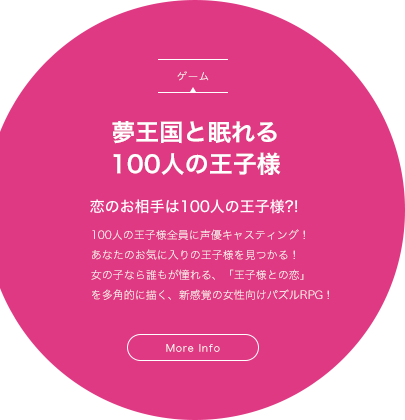 ゲーム
夢王国と眠れる
100人の王子様
恋のお相手は100人の王子様?!
100人の王子様全員に声優キャスティング！
あなたのお気に入りの王子様を見つかる！
女の子なら誰もが憧れる、「王子様との恋」
を多角的に描く、新感覚の女性向けパズルRPG！
More Info